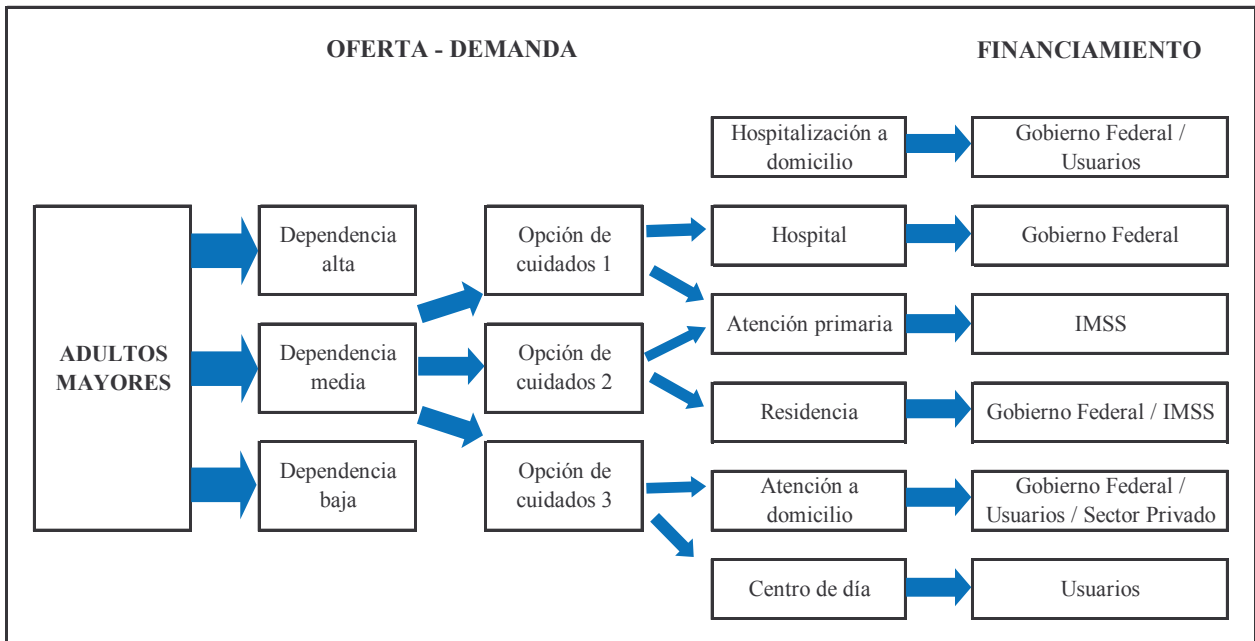 OFERTA - DEMANDA
FINANCIAMIENTO
ADULTOS
MAYORES
Dependencia
alta
Dependencia
media
Dependencia
baja
Opción de
cuidados 1
Opción de
cuidados 2
Opción de
cuidados 3
Hospitalización a
domicilio
Hospital
Atención primaria
Residencia
Atención a
domicilio
Centro de día
Gobierno Federal /
Usuarios
Gobierno Federal
IMSS
Gobierno Federal / IMSS
Gobierno Federal /
Usuarios / Sector Privado
Usuarios